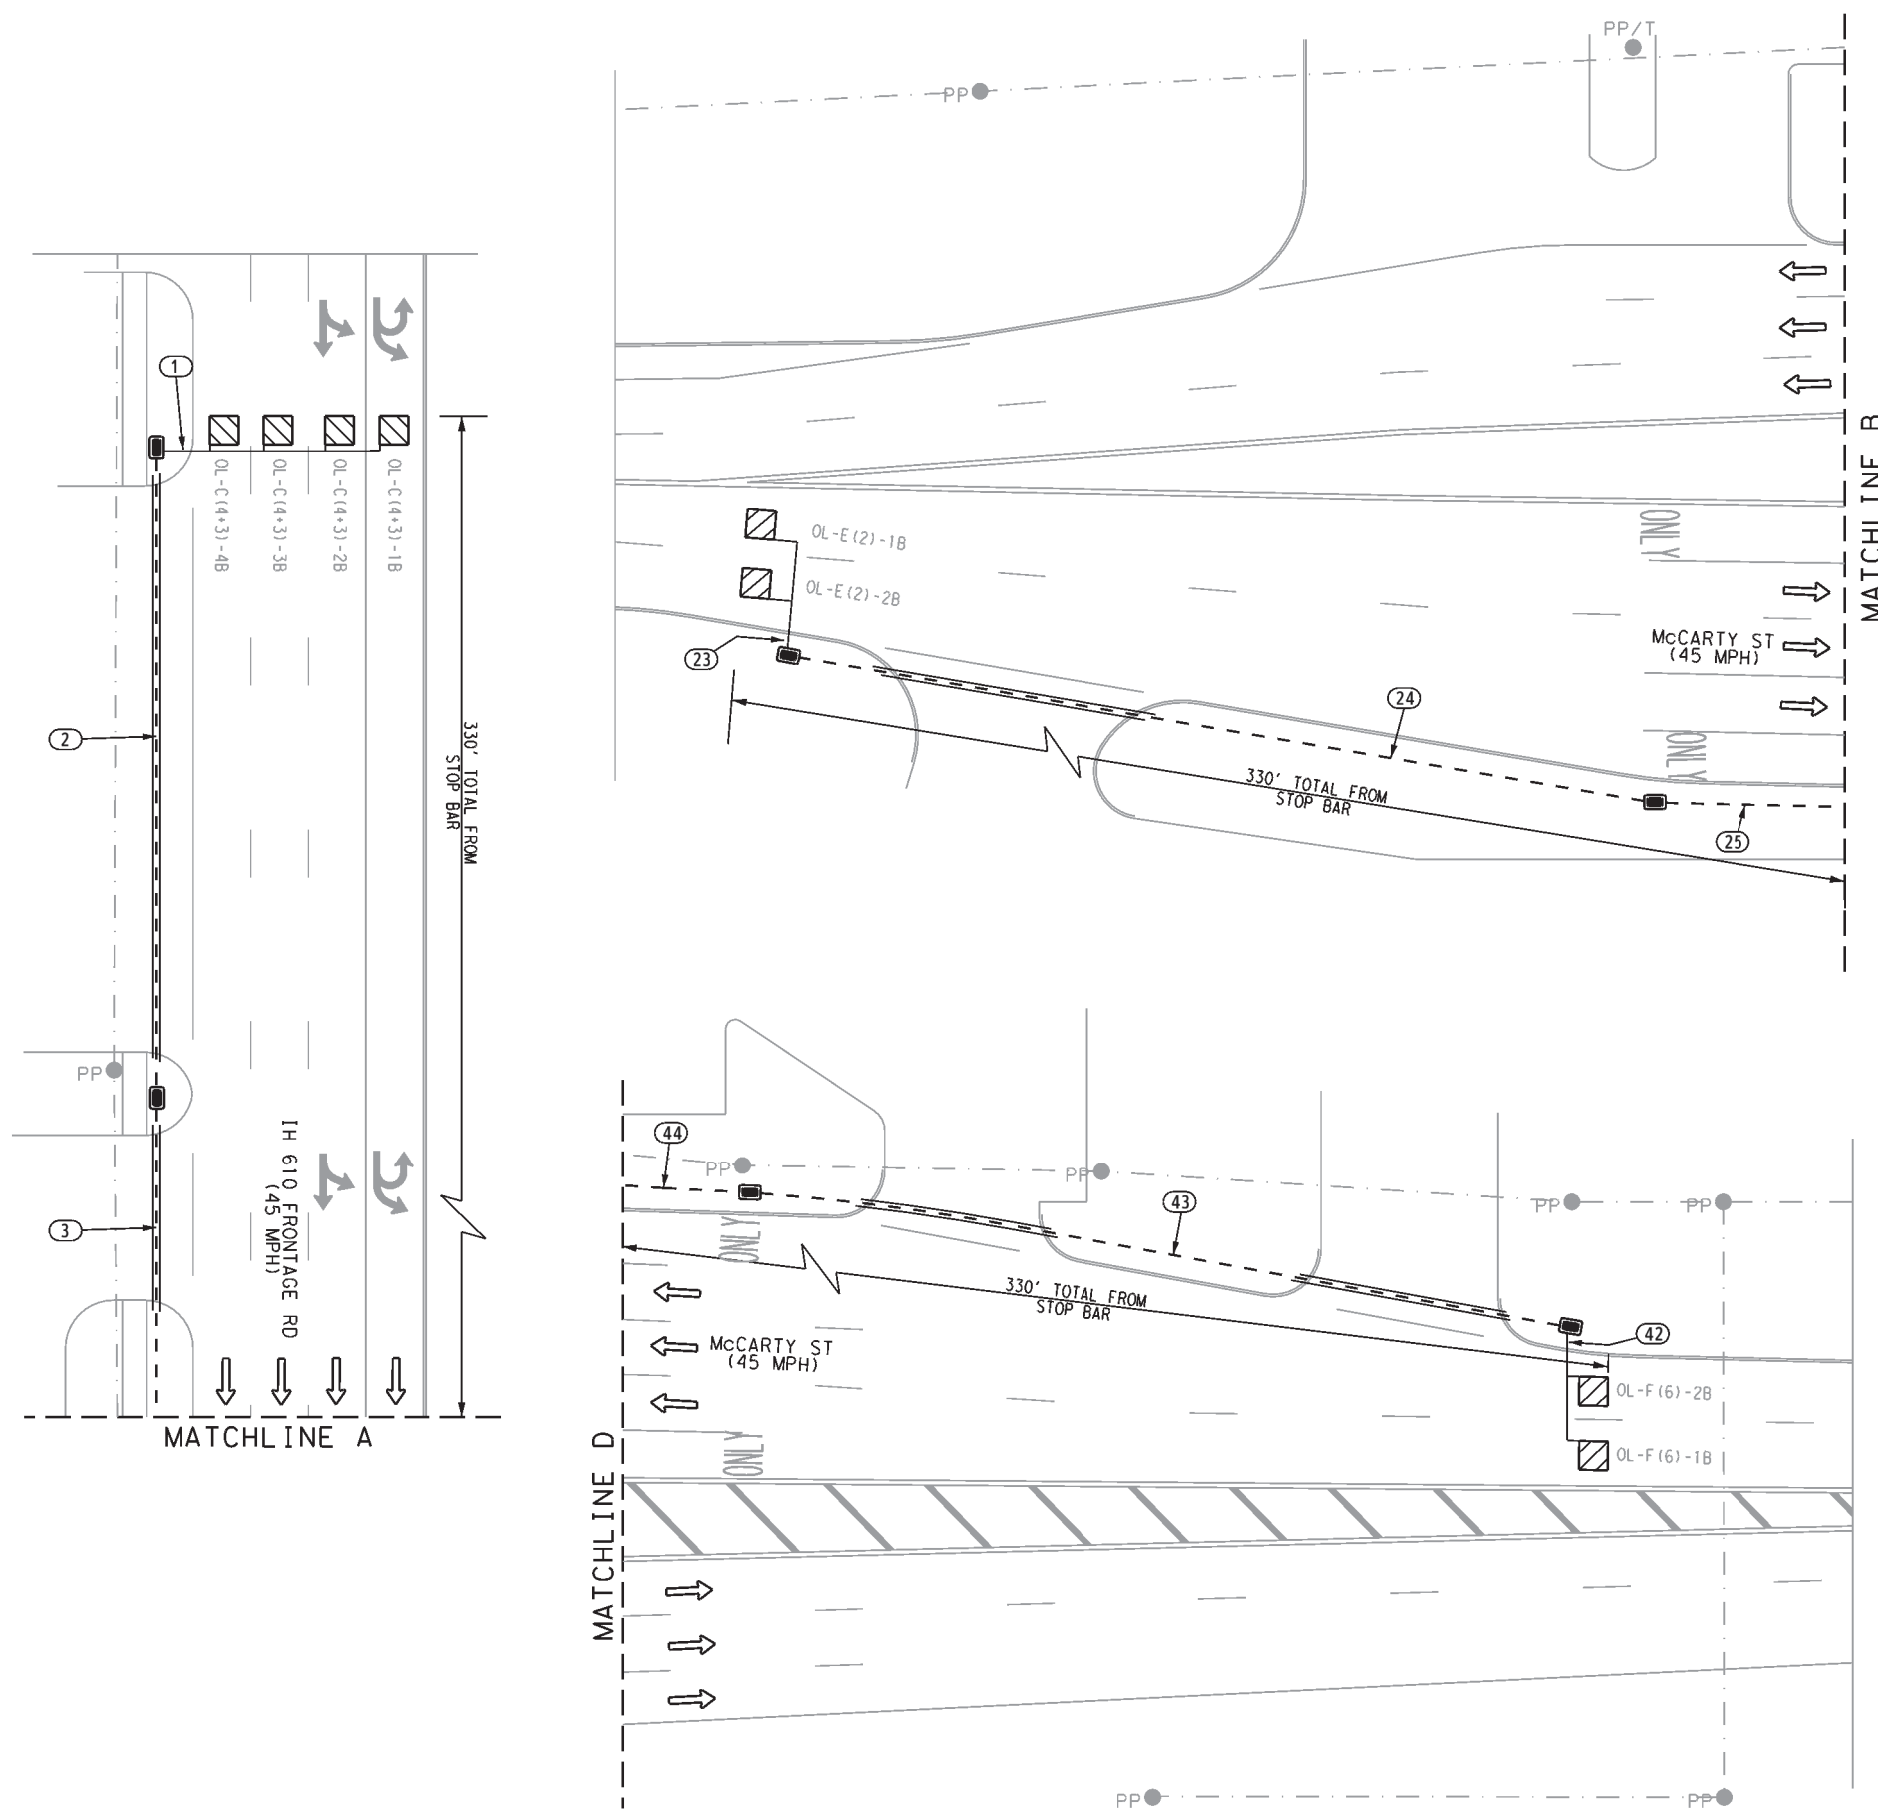 1
OL-C(4+3)-4B
OL-C(4+3)-3B
OL-C(4+3)-2B
OL-C(4+3)-1B
2
330' TOTAL FROM
STOP BAR
PP
3
IH 610 FRONTAGE RD
(45 MPH)
MATCHLINE A
PP/T
PP
OL-E(2)-1B
OL-E(2)-2B
ONLY
McCARTY ST
(45 MPH)
23
24
ONLY
330' TOTAL FROM
STOP BAR
25
MATCHLINE B
44
PP
PP
43
PP
PP
ONLY
330' TOTAL FROM
STOP BAR
McCARTY ST
(45 MPH)
42
OL-F(6)-2B
ONLY
OL-F(6)-1B
MATCHLINE D
PP
PP